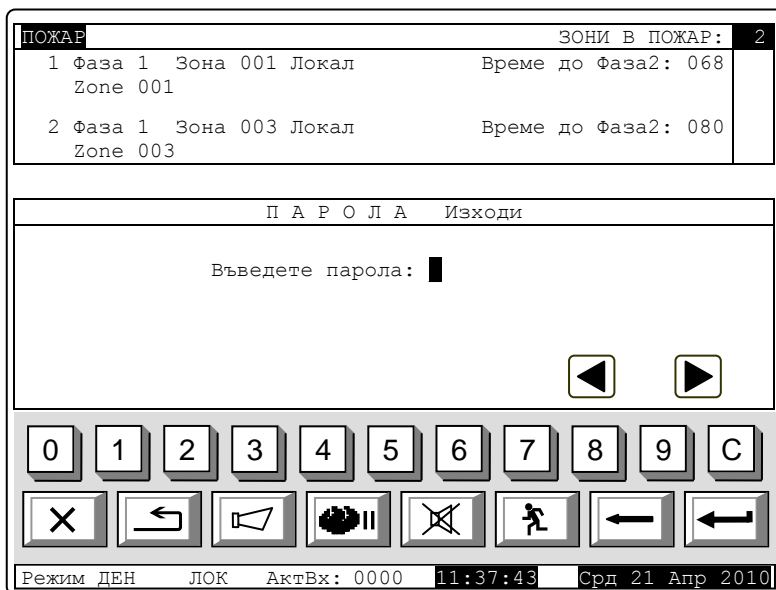 ПОЖАР ЗОНИ В ПОЖАР: 2
1 Фаза 1 Зона 001 Локал Време до Фаза2: 068
Zone 001
2 Фаза 1 Зона 003 Локал Време до Фаза2: 080
Zone 003
П А Р О Л А Изходи
Въведете парола:
0 1 2 3 4 5 6 7 8 9 C
Режим ДЕН ЛОК АктВх: 0000 11:37:43 Срд 21 Апр 2010